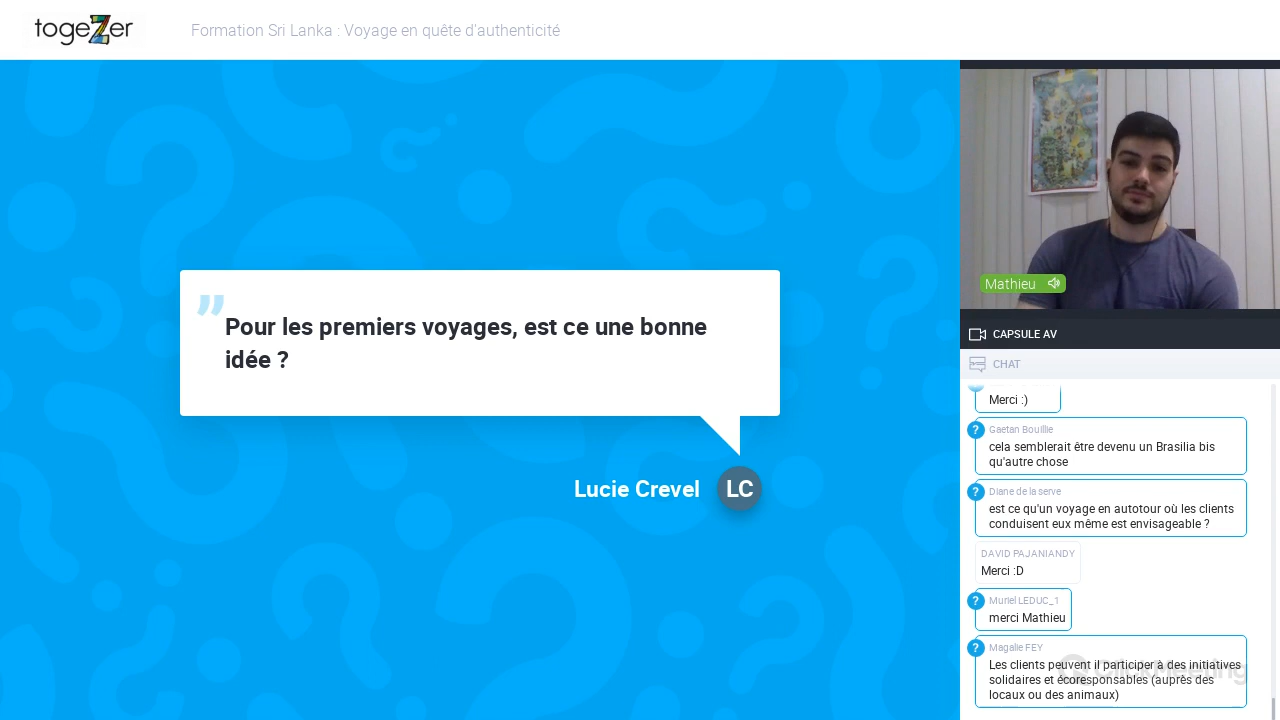 togeZer
Formation Sri Lanka : Voyage en quête d'authenticité
”
Pour les premiers voyages, est ce une bonne
idée ?
Lucie Crevel
LC
Mathieu
CAPSULE AV
CHAT
Merci :)
?
Gaetan Bouillie
cela semblerait être devenu un Brasilia bis
qu'autre chose
?
Diane de la serve
est ce qu'un voyage en autotour où les clients
conduisent eux même est envisageable ?
DAVID PAJANIANDY
Merci :D
?
Muriel LEDUC_1
merci Mathieu
?
Magalie FEY
Les clients peuvent il participer à des initiatives
solidaires et écoresponsables (auprès des
locaux ou des animaux)
ClickMeeting